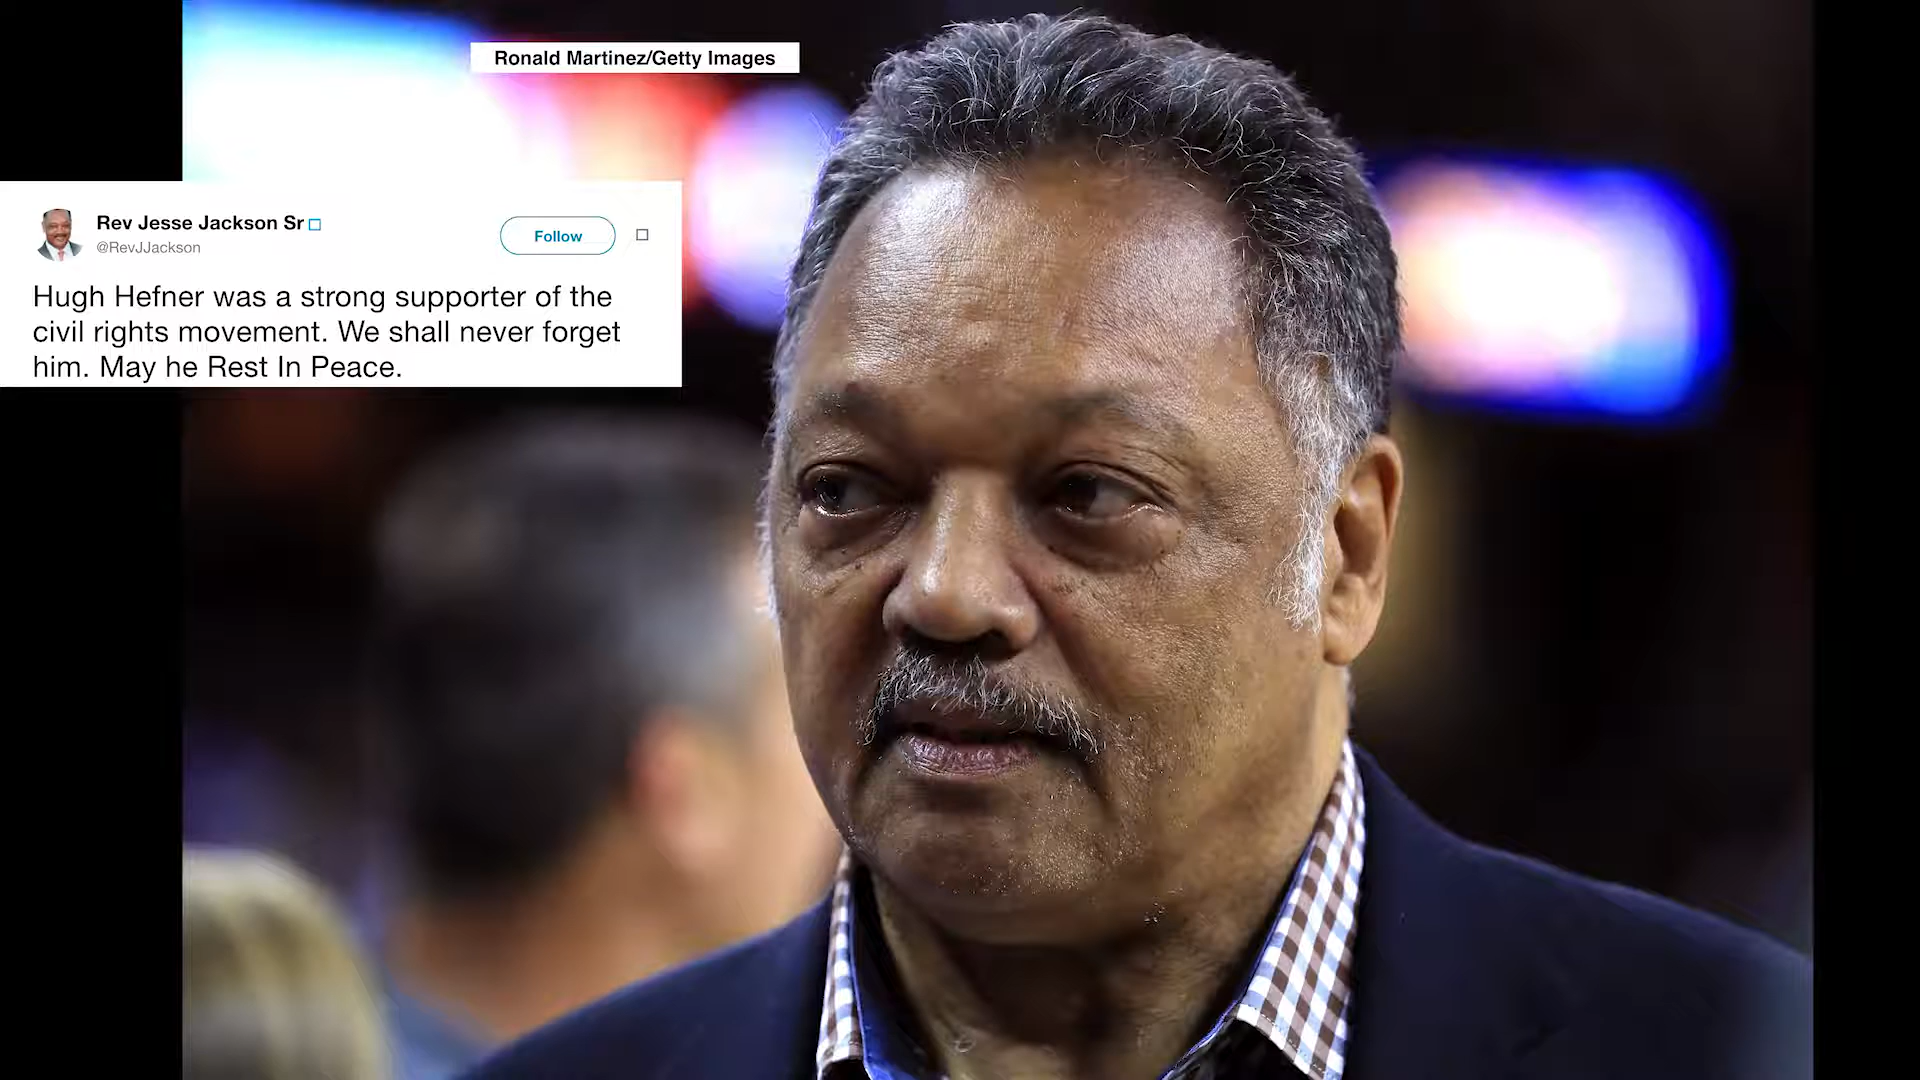 Ronald Martinez/Getty Images
Rev Jesse Jackson Sr
@RevJJackson
Follow
Hugh Hefner was a strong supporter of the
civil rights movement. We shall never forget
him. May he Rest In Peace.